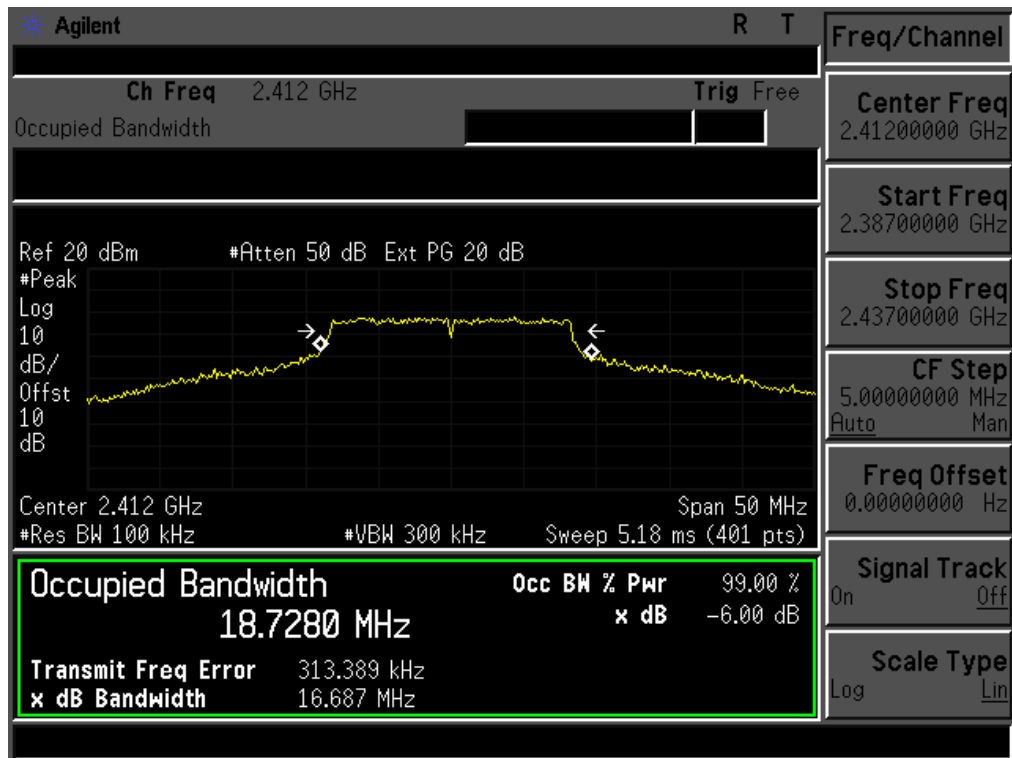 Agilent R T
Ch Freq 2.412 GHz Trig Free
Occupied Bandwidth
Ref 20 dBm #Atten 50 dB Ext PG 20 dB
#Peak
Log
10
dB/
Offst
10
dB
Center 2.412 GHz Span 50 MHz
#Res BW 100 kHz #VBW 300 kHz Sweep 5.18 ms (401 pts)
Occupied Bandwidth
18.7280 MHz
Occ BW % Pwr 99.00 %
x dB -6.00 dB
Transmit Freq Error 313.389 kHz
x dB Bandwidth 16.687 MHz
Freq/Channel
Center Freq
2.41200000 GHz
Start Freq
2.38700000 GHz
Stop Freq
2.43700000 GHz
CF Step
5.00000000 MHz
Auto Man
Freq Offset
0.00000000 Hz
Signal Track
On Off
Scale Type
Log Lin